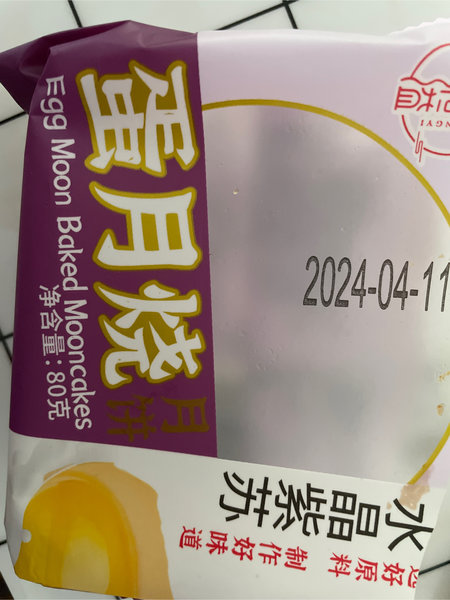 蛋月烧
月饼
Egg Moon Baked Mooncakes
净含量：80克
NGYI
2024-04-11
水晶紫苏
选好原料 制作好味道